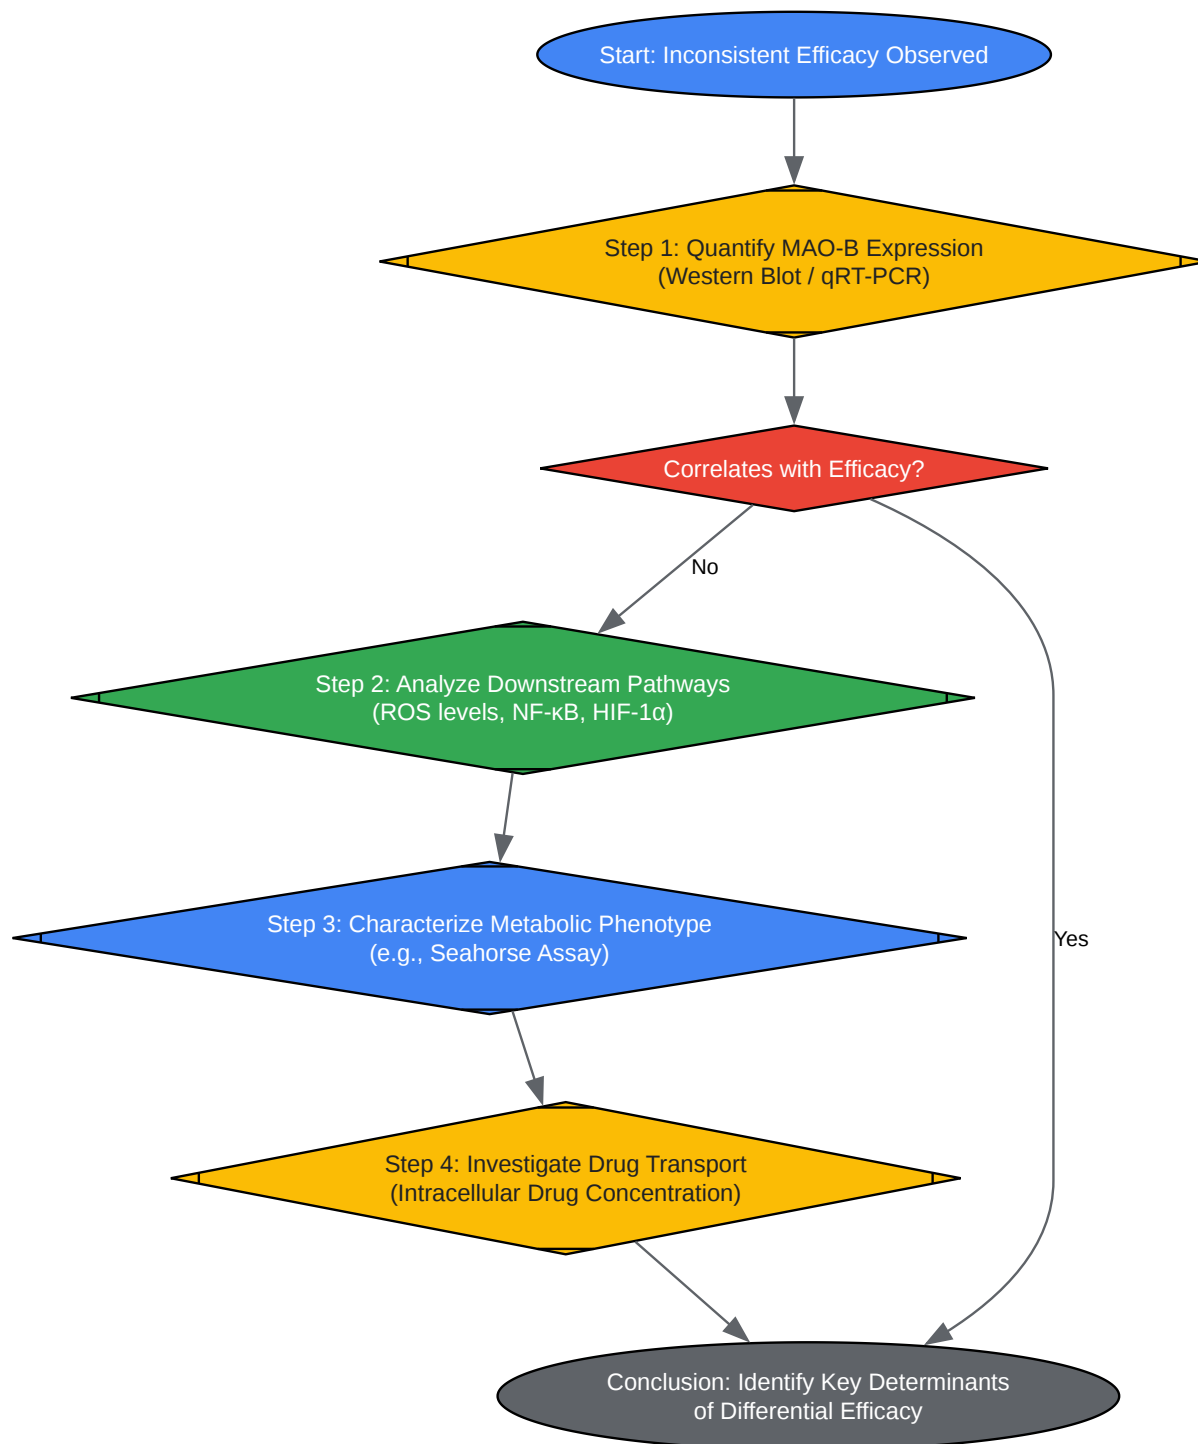 Start: Inconsistent Efficacy Observed
Step 1: Quantify MAO-B Expression
(Western Blot / qRT-PCR)
Correlates with Efficacy?
No
Step 2: Analyze Downstream Pathways
(ROS levels, NF-κB, HIF-1α)
Step 3: Characterize Metabolic Phenotype
(e.g., Seahorse Assay)
Yes
Step 4: Investigate Drug Transport
(Intracellular Drug Concentration)
Conclusion: Identify Key Determinants
of Differential Efficacy